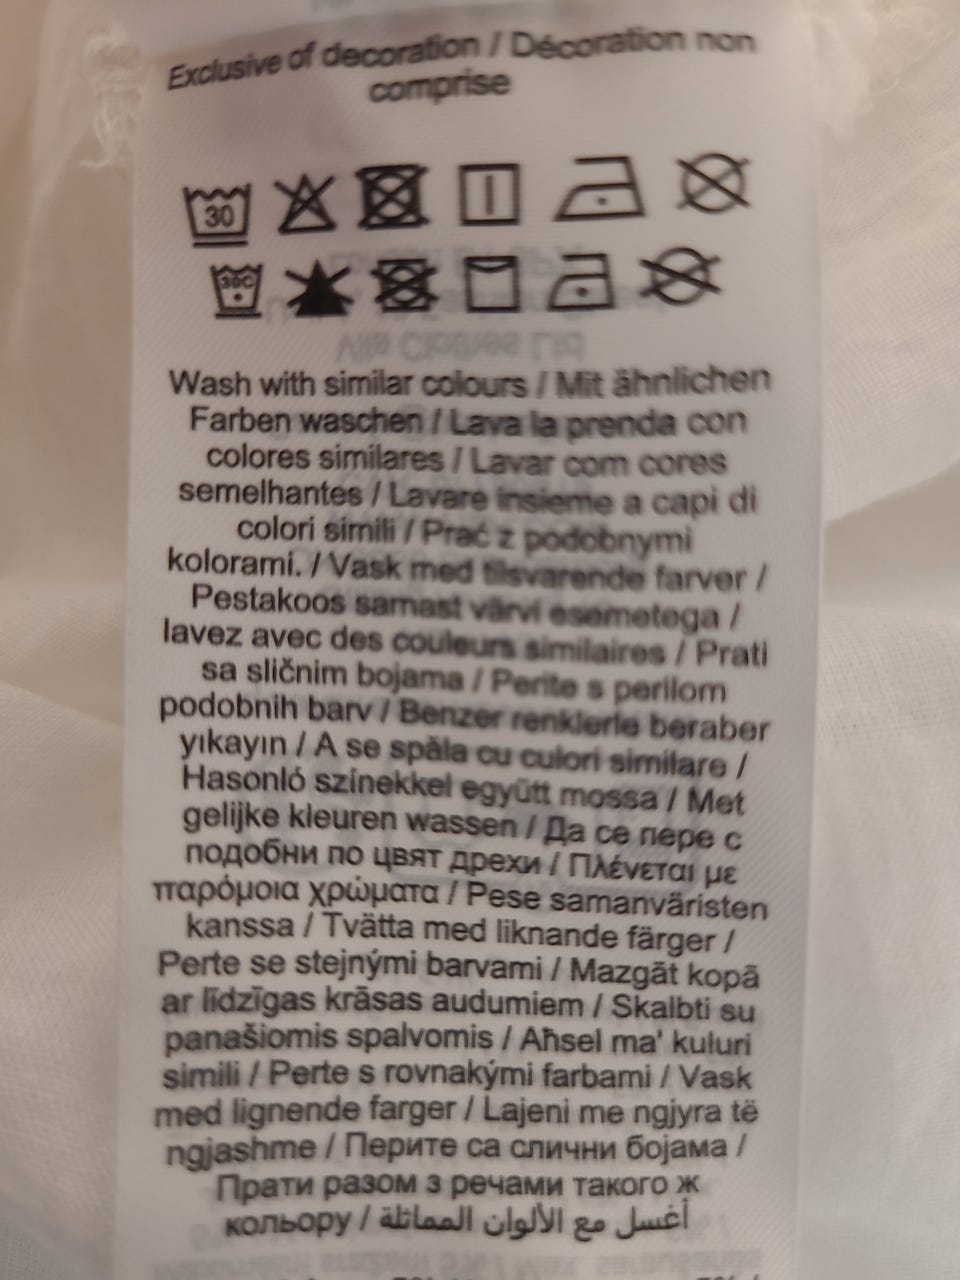 Exclusive of decoration / Décoration non
comprise
30
30C
Wash with similar colours / Mit ähnlichen
Farben waschen / Lava la prenda con
colores similares / Lavar com cores
semelhantes / Lavare insieme a capi di
colori simili / Prać z podobnymi
kolorami. / Vask med tilsvarende farver /
Pestakoos samast värvi esemetega /
lavez avec des couleurs similaires / Prati
sa sličnim bojama / Perite s perilom
podobnih barv / Benzer renklerle beraber
yıkayın / A se spăla cu culori similare /
Hasonló színekkel együtt mossa / Met
gelijke kleuren wassen / Да се пере с
подобни по цвят дрехи / Πλένεται με
παρόμοια χρώματα / Pese samanväristen
kanssa / Tvätta med liknande färger /
Perte se stejnými barvami / Mazgāt kopā
ar līdzīgas krāsas audumiem / Skalbti su
panašiomis spalvomis / Aħsel ma' kuluri
simili / Perte s rovnakými farbami / Vask
med lignende farger / Lajeni me ngjyra të
ngjashme / Перите са слични бојама /
Прати разом з речами такого ж
кольору / أغسل مع الألوان المماثلة